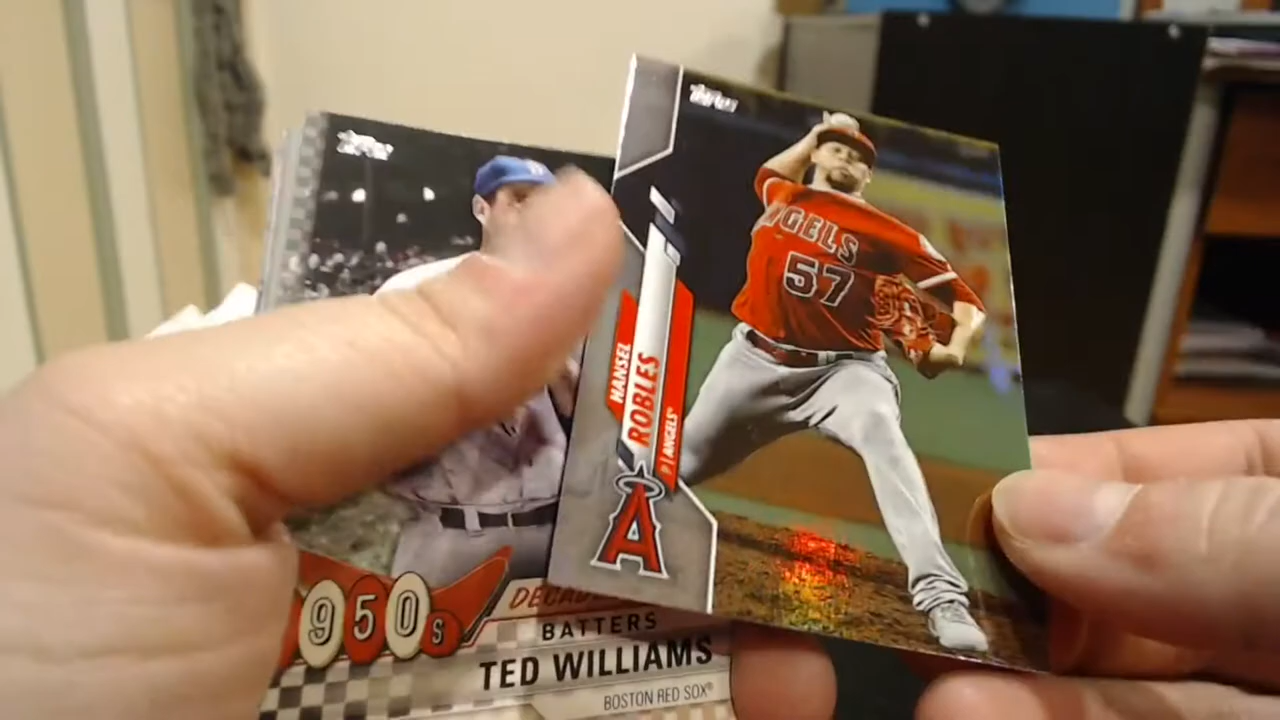 Topps
Topps
ANGELS
57
HANSEL
ROBLES
P | ANGELS
A
950s
BATTERS
TED WILLIAMS
BOSTON RED SOX®